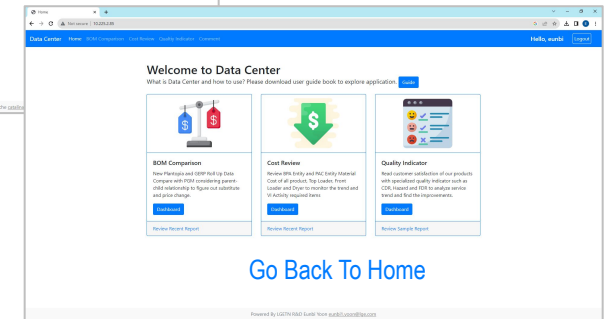 Home
Not secure | 10.225.2.89
Data Center Home BOM Comparison Cost Review Quality Indicator Comment Hello, eunbi Logout
Welcome to Data Center
What is Data Center and how to use? Please download user guide book to explore application. Guide
BOM Comparison
New Plantopia and GERP Roll Up Data
Compare with PGM considering parent-
child relationship to figure out substitute
and price change.
Dashboard
Review Recent Report
Cost Review
Review BPA Entity and PAC Entity Material
Cost of all product, Top Loader, Front
Loader and Dryer to monitor the trend and
VI Activity required items
Dashboard
Review Recent Report
Quality Indicator
Read customer satisfaction of our products
with specialized quality indicator such as
CDR, Hazard and FDR to analyze service
trend and find the improvements.
Dashboard
Review Sample Report
Go Back To Home
Powered By LGETN R&D Eunbi Yoon
the